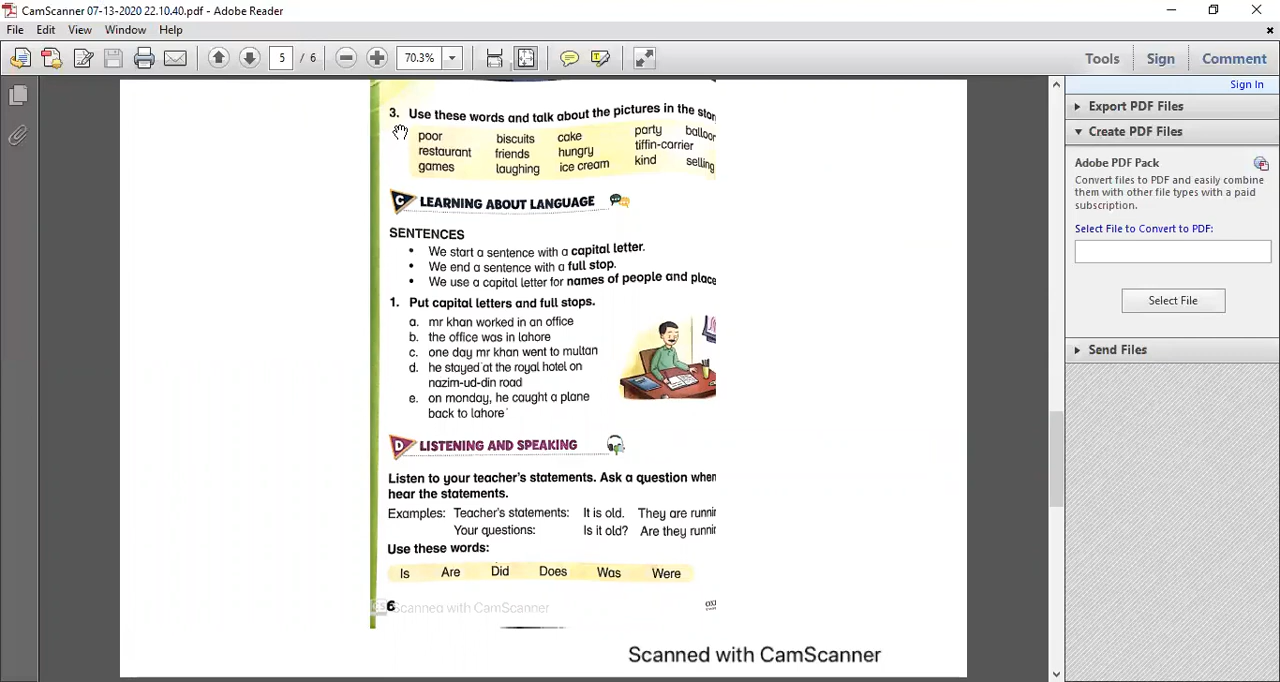 CamScanner 07-13-2020 22.10.40.pdf - Adobe Reader
File Edit View Window Help
5 / 6 70.3% Tools Sign Comment
Sign In
Export PDF Files
Create PDF Files
Adobe PDF Pack
Convert files to PDF and easily combine
them with other file types with a paid
subscription.
Select File to Convert to PDF:
Select File
Send Files
3. Use these words and talk about the pictures in the
poor biscuits cake party
restaurant friends hungry tiffin-carrier
games laughing ice cream kind selling
C LEARNING ABOUT LANGUAGE
SENTENCES
• We start a sentence with a capital letter.
• We end a sentence with a full stop.
• We use a capital letter for names of people and place
1. Put capital letters and full stops.
a. mr khan worked in an office
b. the office was in lahore
c. one day mr khan went to multan
d. he stayed at the royal hotel on
nazim-ud-din road
e. on monday, he caught a plane
back to lahore
D LISTENING AND SPEAKING
Listen to your teacher's statements. Ask a question when
hear the statements.
Examples: Teacher's statements: It is old. They are
Your questions: Is it old? Are they
Use these words:
Is Are Did Does Was Were
CS 6 Scanned with CamScanner
Scanned with CamScanner